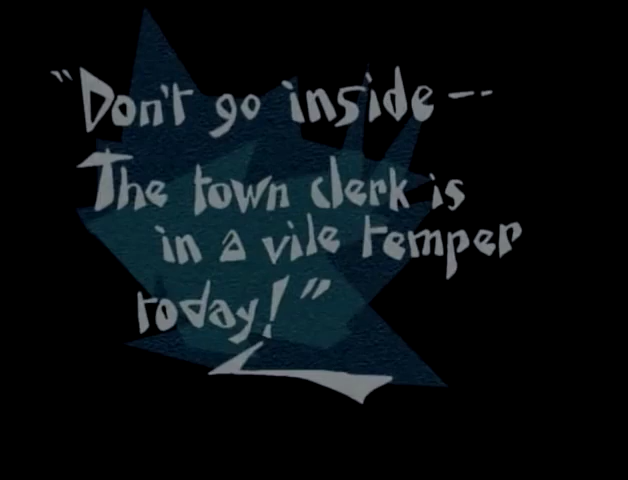 "Don't go inside--
The town clerk is
in a vile temper
today!"